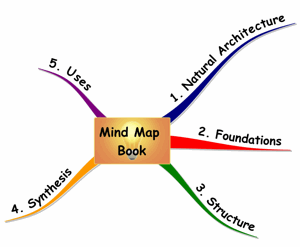 Mind Map
Book
1. Natural Architecture
2. Foundations
3. Structure
4. Synthesis
5. Uses